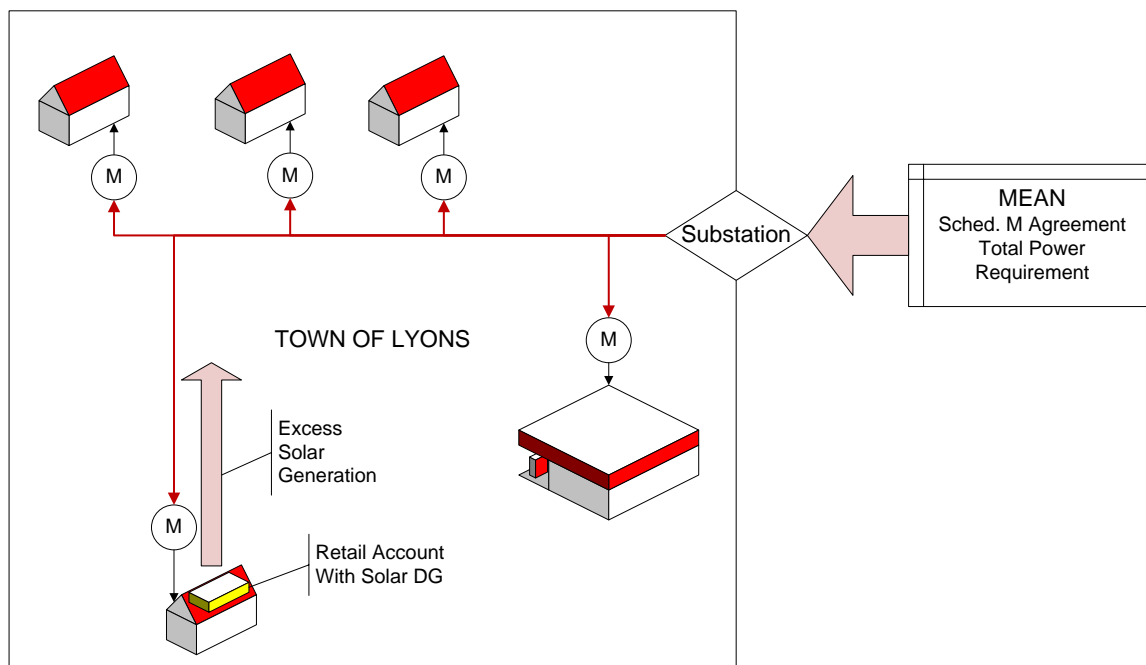 M
M
M
Substation
MEAN
Sched. M Agreement
Total Power
Requirement
TOWN OF LYONS
M
Excess
Solar
Generation
M
Retail Account
With Solar DG